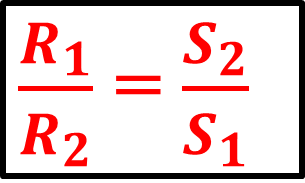 R₁/R₂ = S₂/S₁